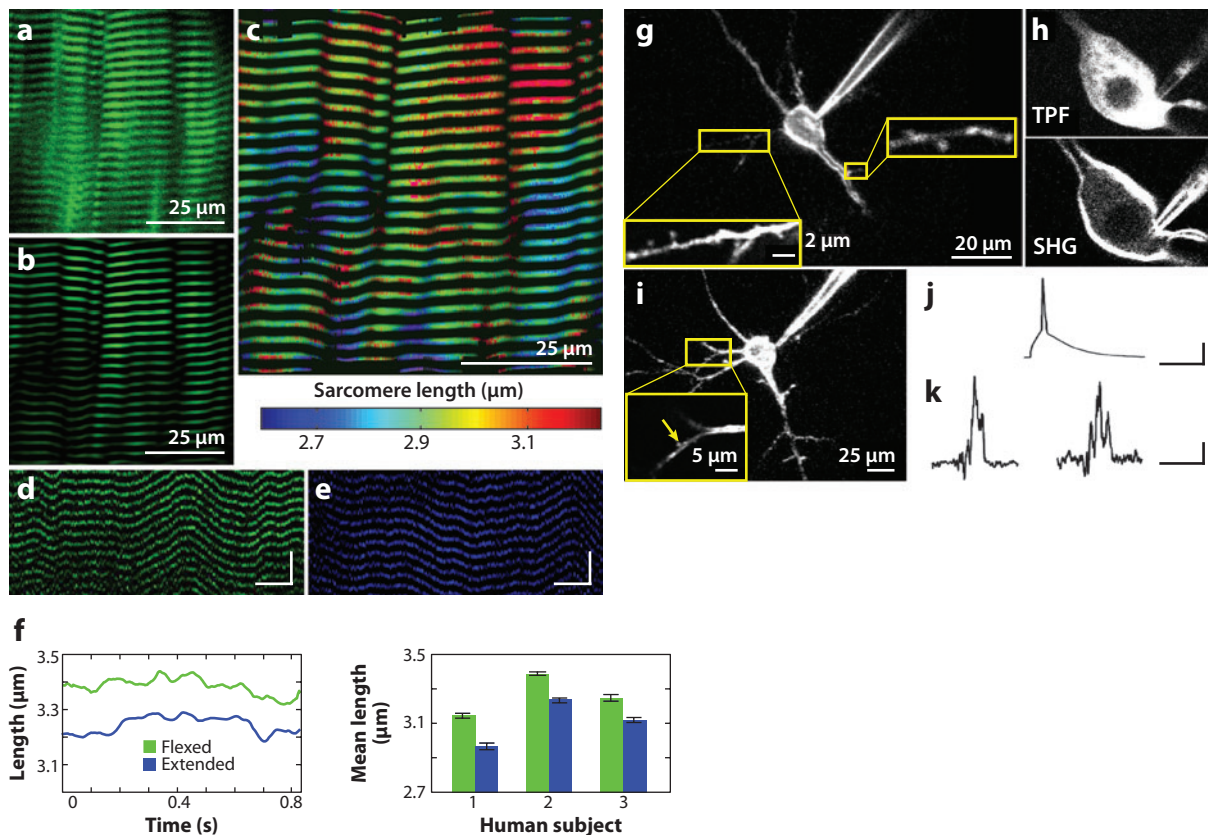 a
25 µm
b
25 µm
c
25 µm
Sarcomere length (µm)
2.7 2.9 3.1
d
e
f
3.5
3.3
3.1
Length (µm)
Flexed
Extended
0 0.4 0.8
Time (s)
3.5
3.1
2.7
Mean length
(µm)
1 2 3
Human subject
g
2 µm
20 µm
h
TPF
SHG
i
5 µm
25 µm
j
k